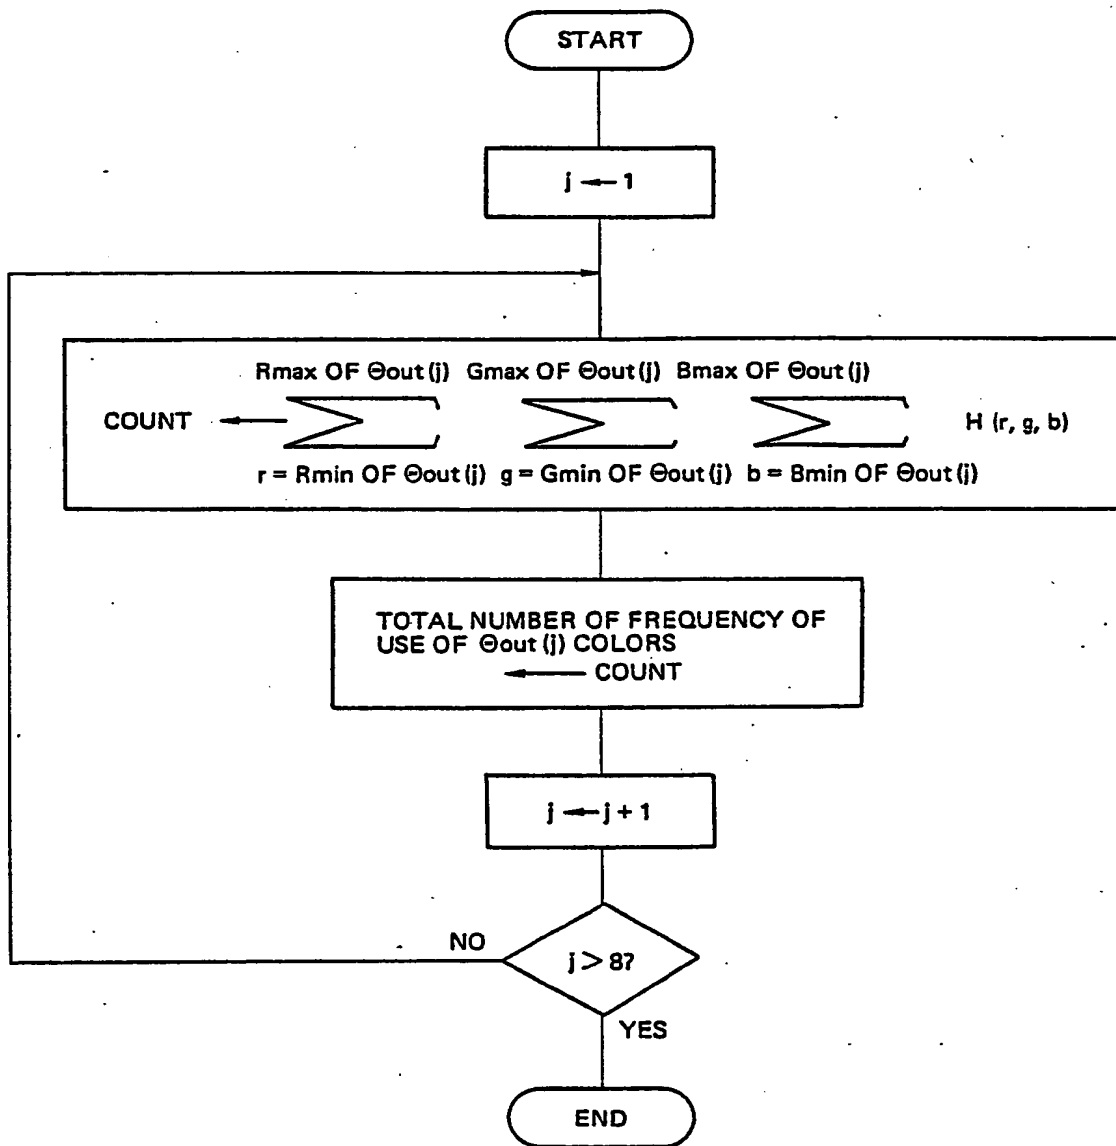 START
j ← 1
Rmax OF Θout (j) Gmax OF Θout (j) Bmax OF Θout (j)
COUNT ← Σ Σ Σ H (r, g, b)
r = Rmin OF Θout (j) g = Gmin OF Θout (j) b = Bmin OF Θout (j)
TOTAL NUMBER OF FREQUENCY OF
USE OF Θout (j) COLORS
← COUNT
j ← j + 1
NO
j > 8?
YES
END